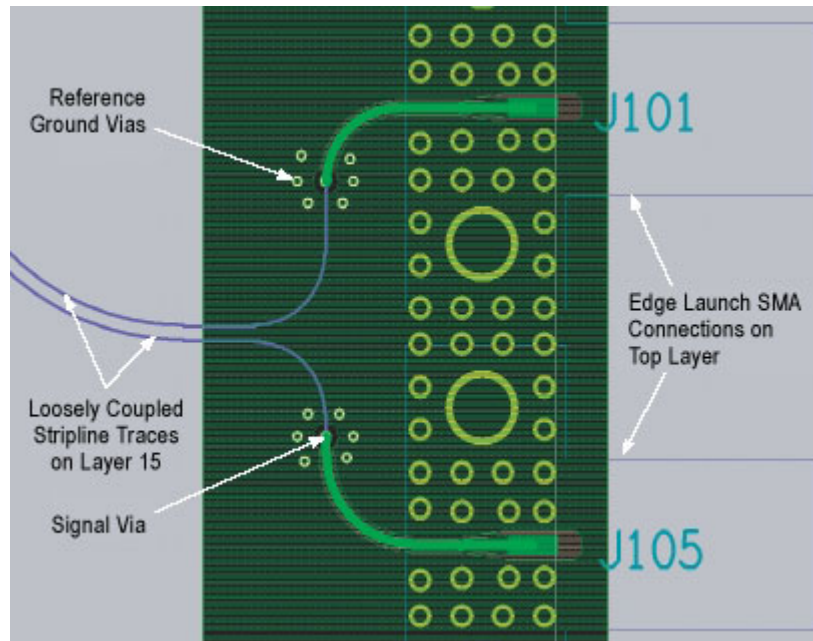 Reference
Ground Vias
J101
Edge Launch SMA
Connections on
Top Layer
Loosely Coupled
Stripline Traces
on Layer 15
Signal Via
J105